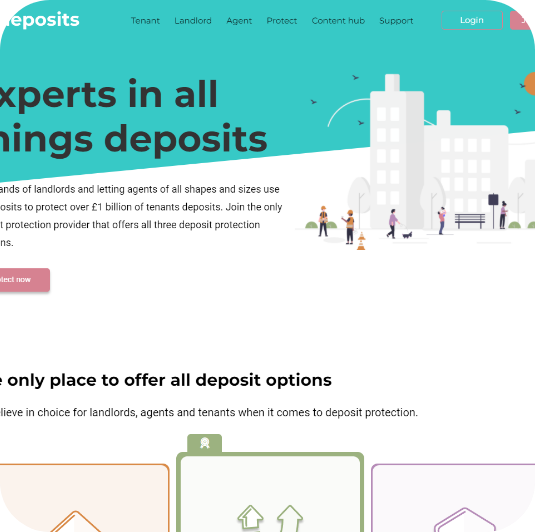 deposits Tenant Landlord Agent Protect Content hub Support Login
xperts in all
nings deposits
ands of landlords and letting agents of all shapes and sizes use
osits to protect over £1 billion of tenants deposits. Join the only
t protection provider that offers all three deposit protection
ns.
tect now
e only place to offer all deposit options
elieve in choice for landlords, agents and tenants when it comes to deposit protection.